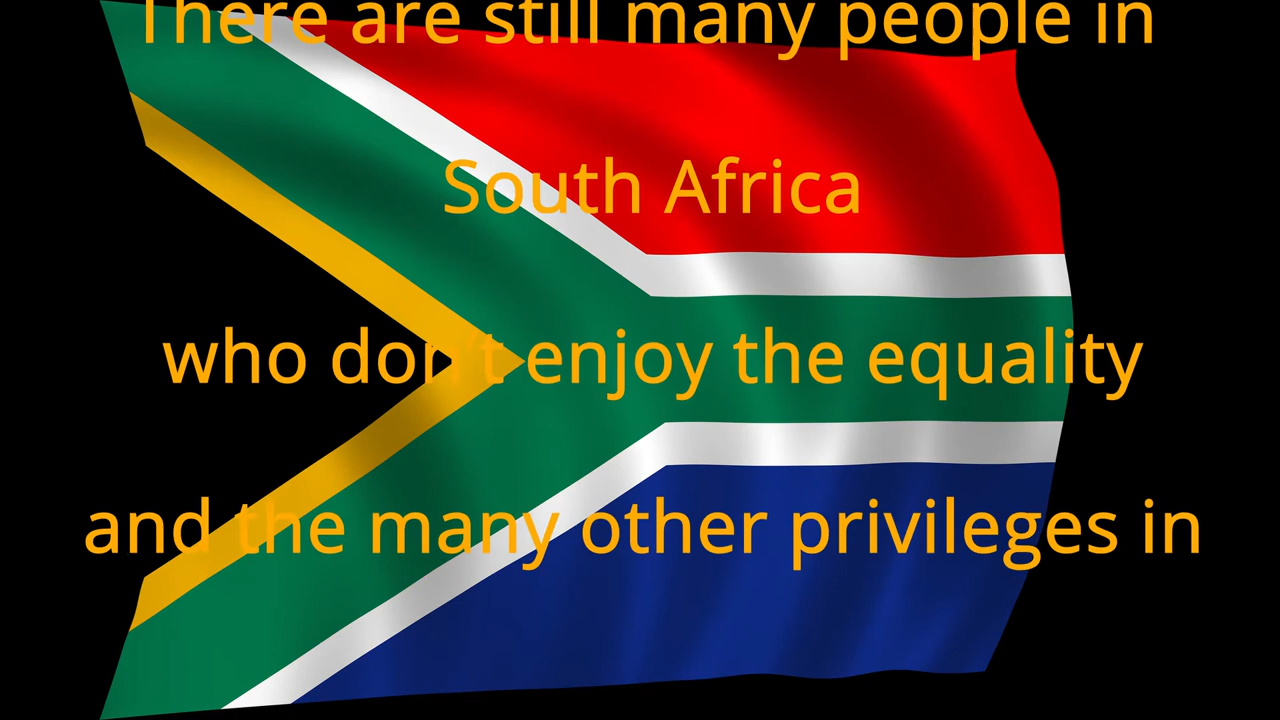 There are still many people in
South Africa
who don't enjoy the equality
and the many other privileges in